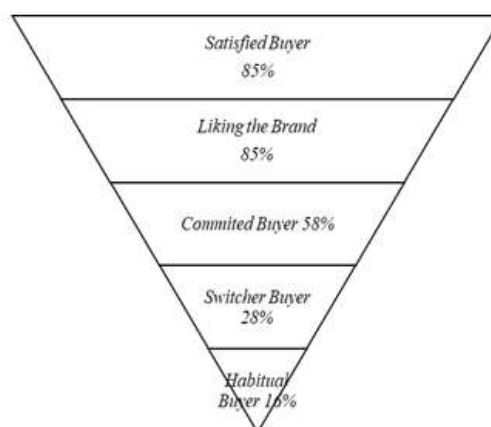 Satisfied Buyer
85%
Liking the Brand
85%
Commited Buyer 58%
Switcher Buyer
28%
Habitual
Buyer 16%